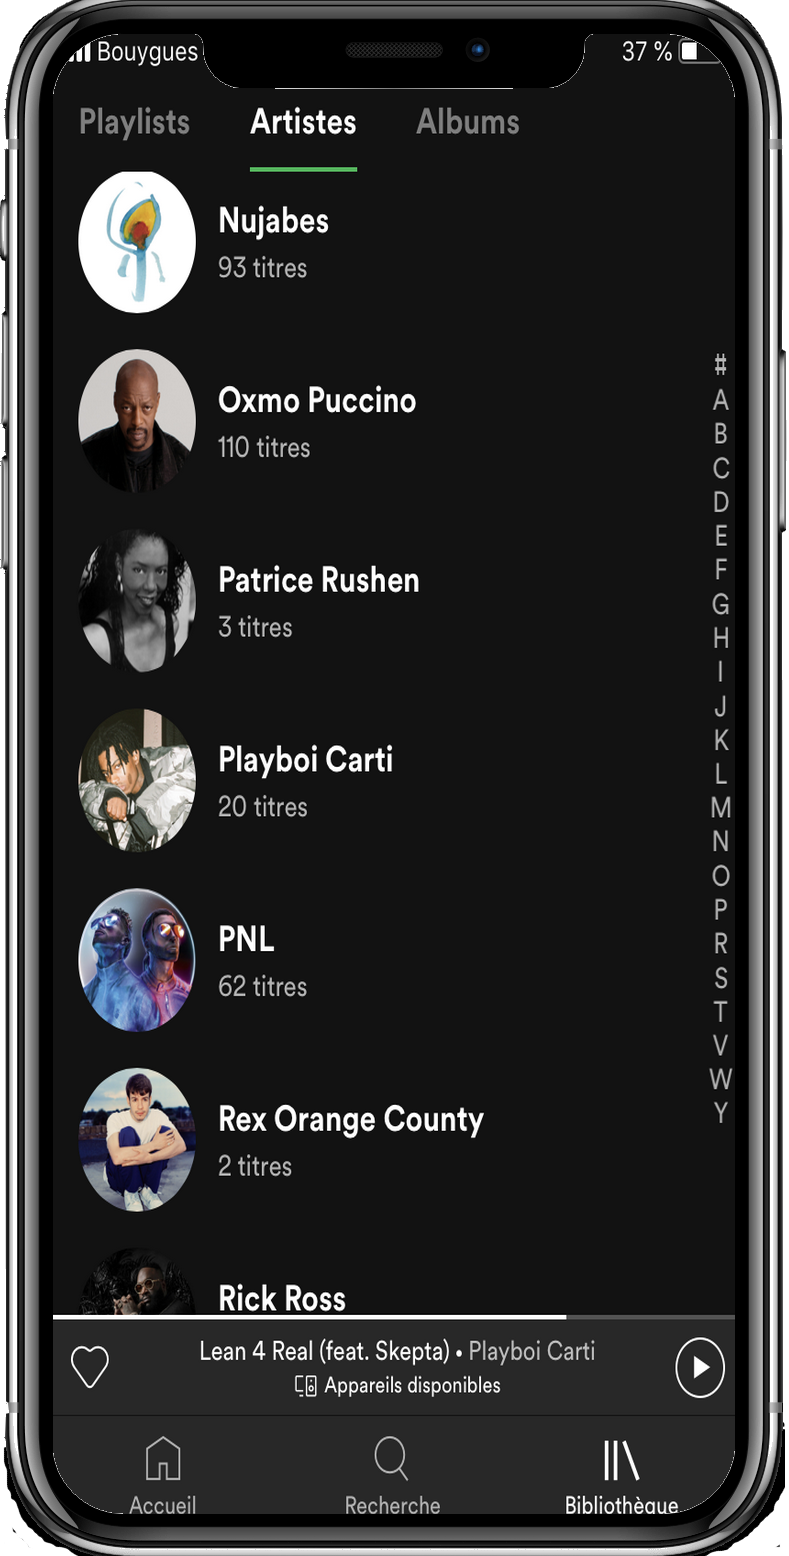 Bouygues 37 %
Playlists Artistes Albums
Nujabes
93 titres
Oxmo Puccino
110 titres
Patrice Rushen
3 titres
Playboi Carti
20 titres
PNL
62 titres
Rex Orange County
2 titres
Rick Ross
#
A
B
C
D
E
F
G
H
I
J
K
L
M
N
O
P
R
S
T
V
W
Y
Lean 4 Real (feat. Skepta) • Playboi Carti
Appareils disponibles
Accueil Recherche Bibliothèque